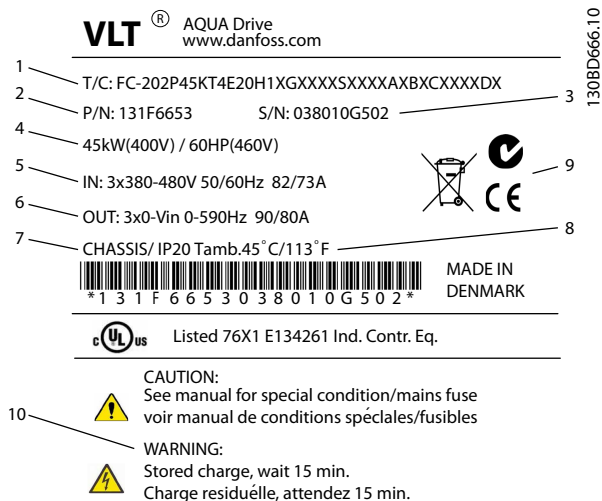 VLT ® AQUA Drive
www.danfoss.com
130BD666.10
1 T/C: FC-202P45KT4E20H1XGXXXXSXXXXAXBXCXXXXDX
2 P/N: 131F6653 S/N: 038010G502 3
4 45kW(400V) / 60HP(460V)
5 IN: 3x380-480V 50/60Hz 82/73A
6 OUT: 3x0-Vin 0-590Hz 90/80A
7 CHASSIS/ IP20 Tamb.45˚C/113˚F 8
9
CE
*131F6653038010G502*
MADE IN
DENMARK
c UL us Listed 76X1 E134261 Ind. Contr. Eq.
CAUTION:
See manual for special condition/mains fuse
voir manual de conditions spéclales/fusibles
10
WARNING:
Stored charge, wait 15 min.
Charge residuélle, attendez 15 min.